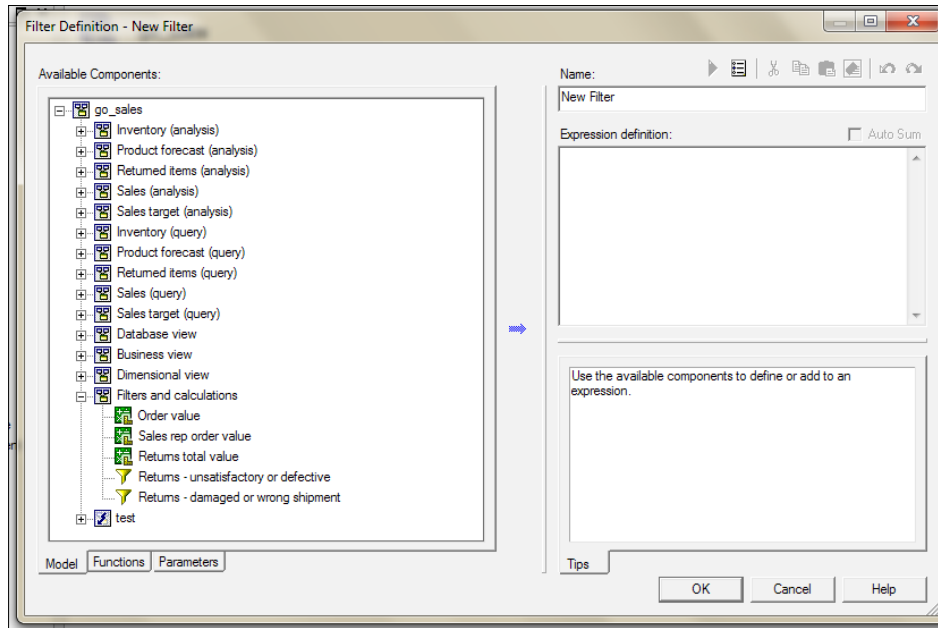 Filter Definition - New Filter
Available Components:
go_sales
Inventory (analysis)
Product forecast (analysis)
Returned items (analysis)
Sales (analysis)
Sales target (analysis)
Inventory (query)
Product forecast (query)
Returned items (query)
Sales (query)
Sales target (query)
Database view
Business view
Dimensional view
Filters and calculations
Order value
Sales rep order value
Returns total value
Returns - unsatisfactory or defective
Returns - damaged or wrong shipment
test
Model Functions Parameters
Name:
New Filter
Expression definition: Auto Sum
Use the available components to define or add to an
expression.
Tips
OK Cancel Help